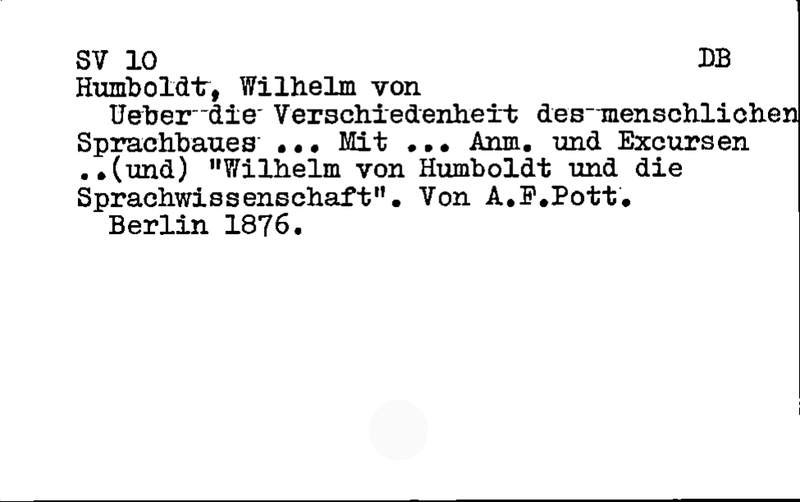 SV 10 DB
Humboldt, Wilhelm von
Ueber die Verschiedenheit des menschlichen
Sprachbaues ... Mit ... Anm. und Excursen
..(und) "Wilhelm von Humboldt und die
Sprachwissenschaft". Von A.F.Pott.
Berlin 1876.